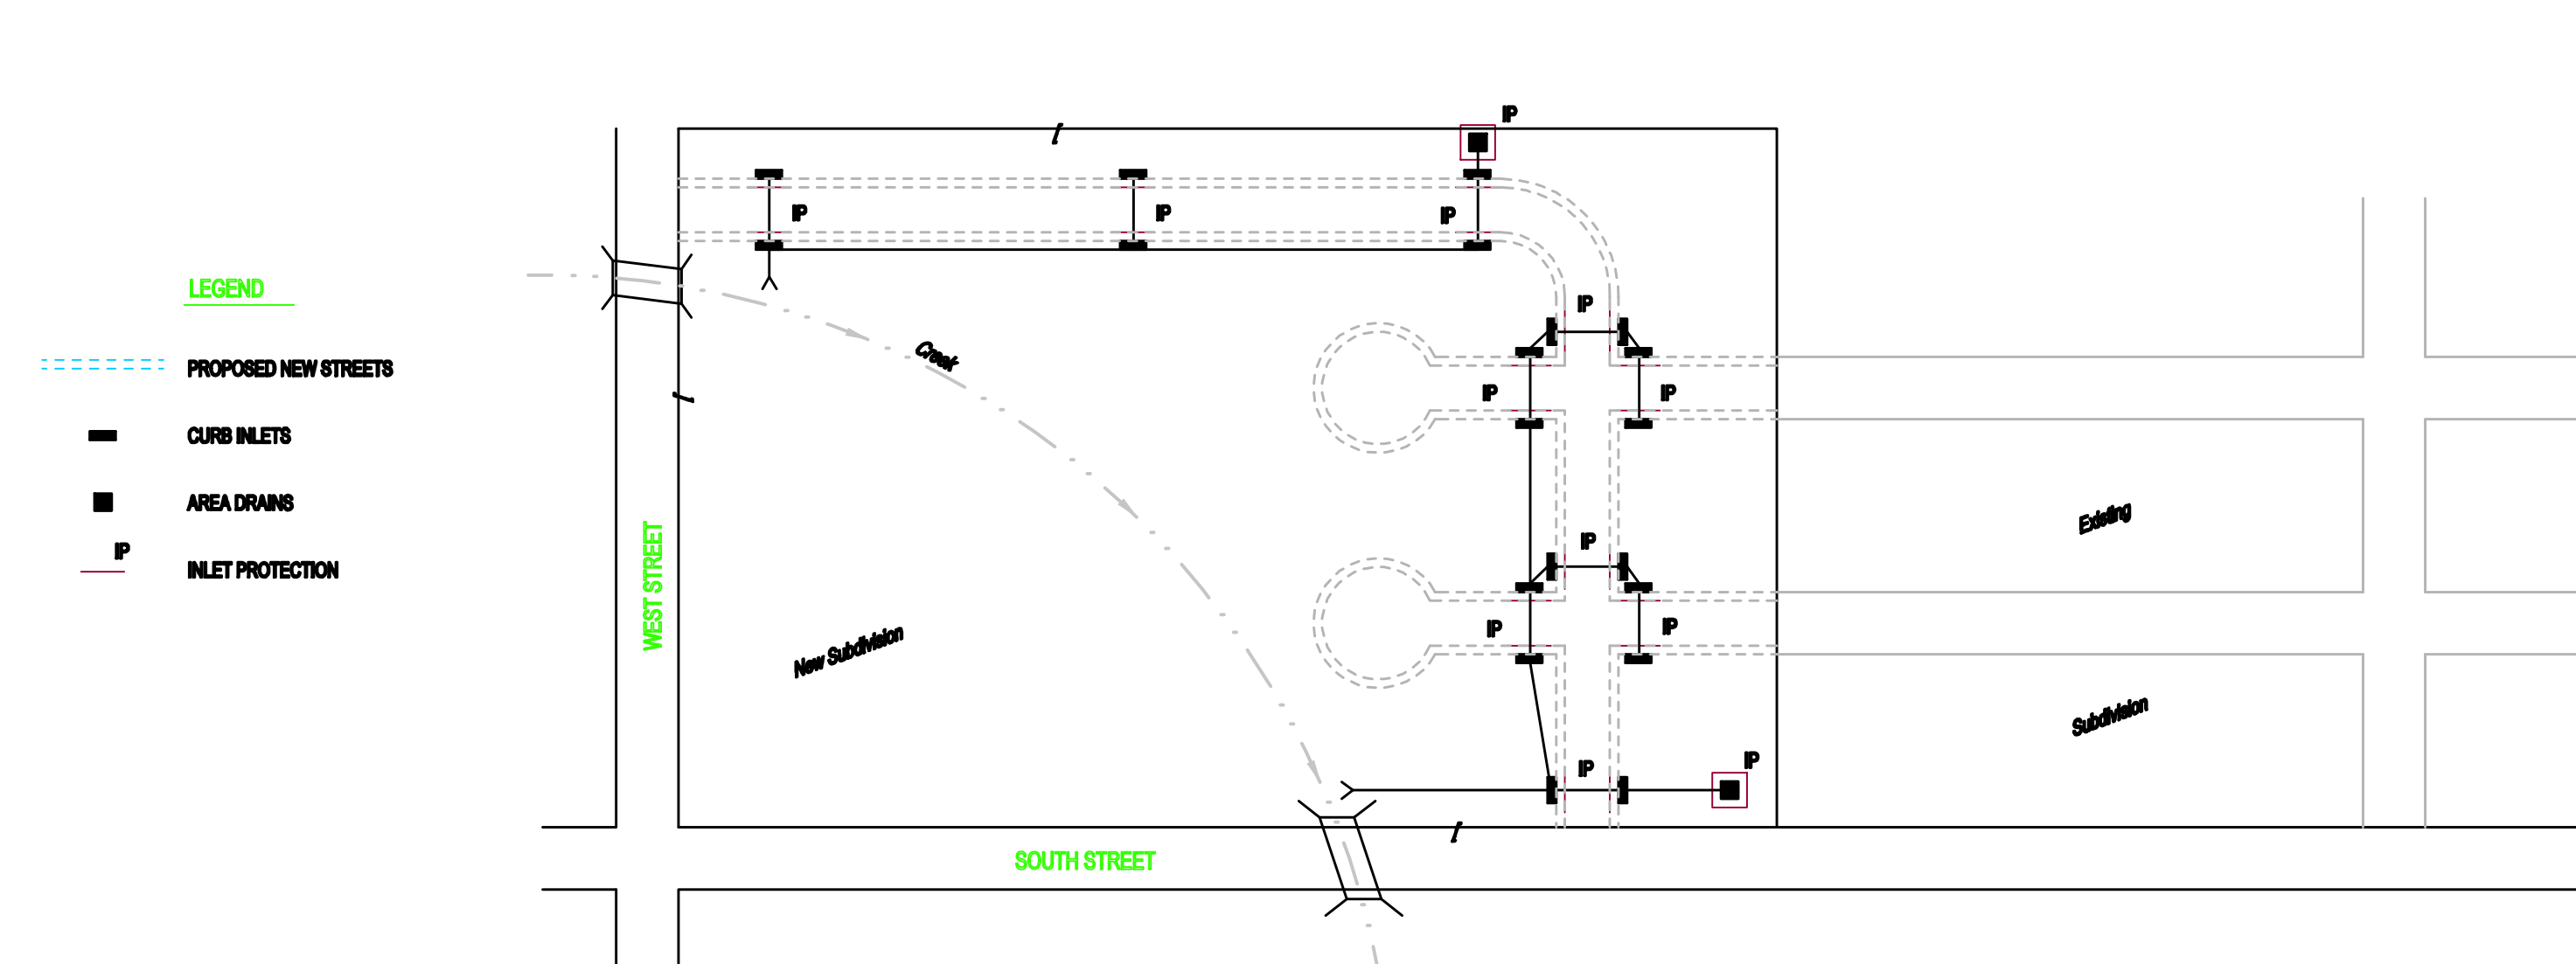 LEGEND
PROPOSED NEW STREETS
CURB INLETS
AREA DRAINS
IP
INLET PROTECTION
IP
IP
IP
IP
Creek
IP
IP
IP
WEST STREET
New Subdivision
IP
IP
IP
IP
IP
SOUTH STREET
Existing
Subdivision